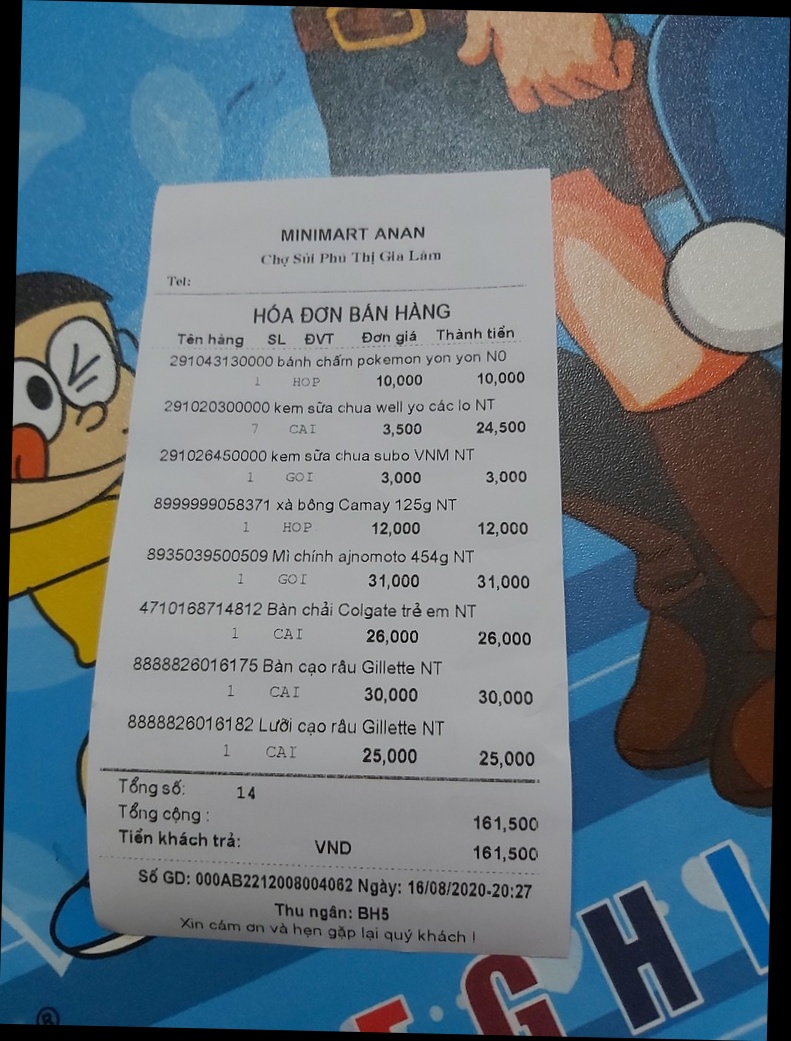 MINIMART ANAN
Chợ Sủi Phú Thị Gia Lâm
Tel:
HÓA ĐƠN BÁN HÀNG
Tên hàng SL ĐVT Đơn giá Thành tiền
291043130000 bánh chấm pokemon yon yon N0
1 HOP 10,000 10,000
291020300000 kem sữa chua well yo các lo NT
7 CAI 3,500 24,500
291026450000 kem sữa chua subo VNM NT
1 GOI 3,000 3,000
8999999058371 xà bông Camay 125g NT
1 HOP 12,000 12,000
8935039500509 Mì chính ajnomoto 454g NT
1 GOI 31,000 31,000
4710168714812 Bàn chải Colgate trẻ em NT
1 CAI 26,000 26,000
8888826016175 Bàn cạo râu Gillette NT
1 CAI 30,000 30,000
8888826016182 Lưỡi cạo râu Gillette NT
1 CAI 25,000 25,000
Tổng số: 14
Tổng cộng : 161,500
Tiền khách trả: VND 161,500
Số GD: 000AB2212008004062 Ngày: 16/08/2020-20:27
Thu ngân: BH5
Xin cám ơn và hẹn gặp lại quý khách !
GHI
®